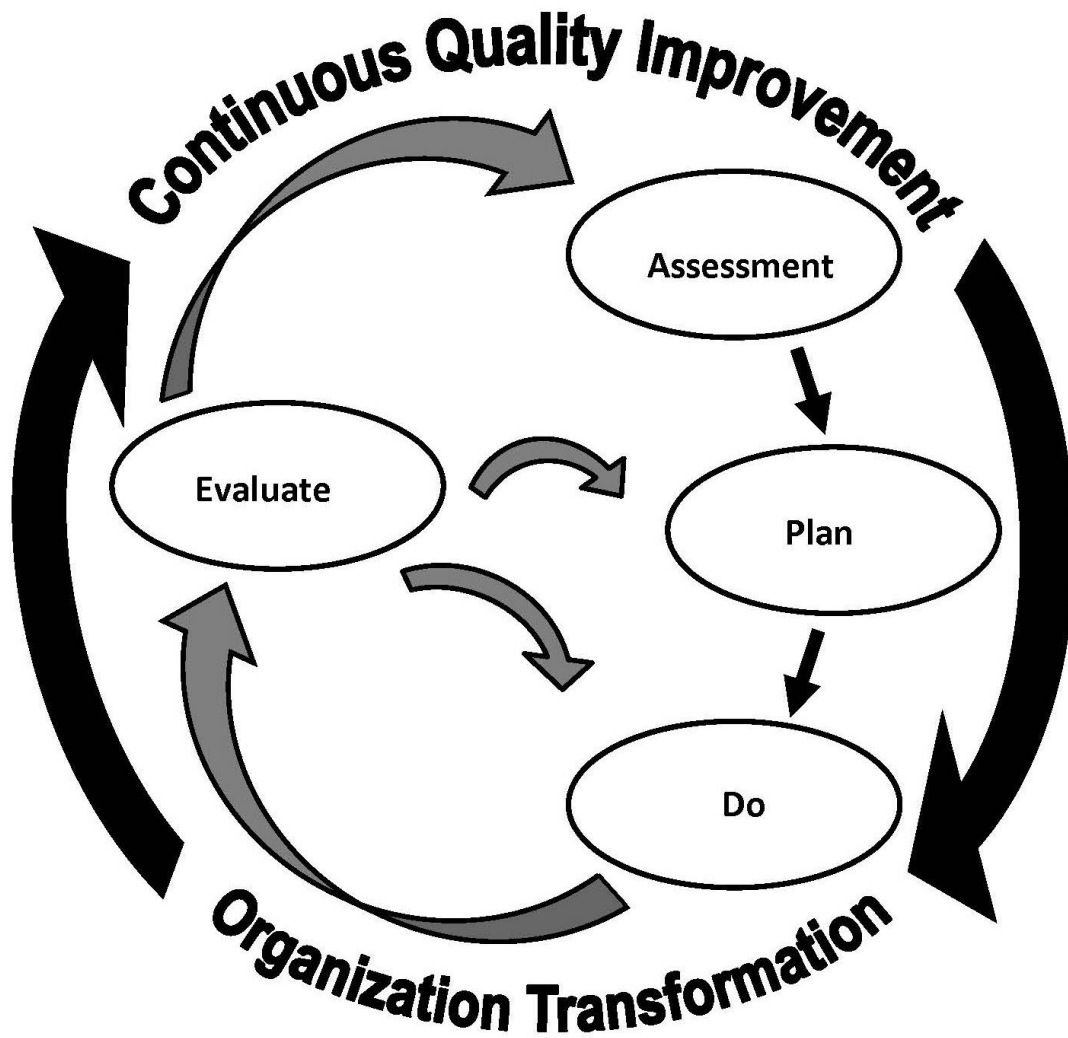 Continuous Quality Improvement
Assessment
Evaluate
Plan
Do
Organization Transformation